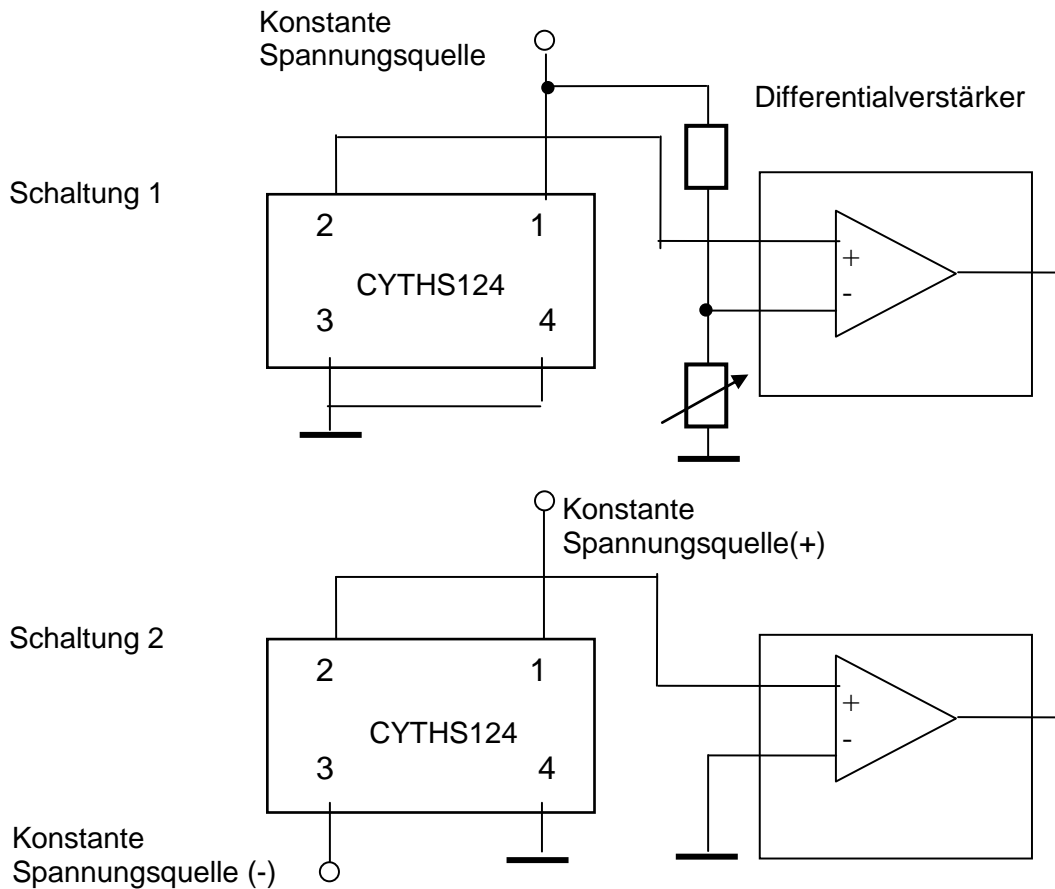 Konstante
Spannungsquelle
Differentialverstärker
Schaltung 1
2 1
CYTHS124
3 4
+
-
Konstante
Spannungsquelle(+)
Schaltung 2
2 1
CYTHS124
3 4
+
-
Konstante
Spannungsquelle (-)